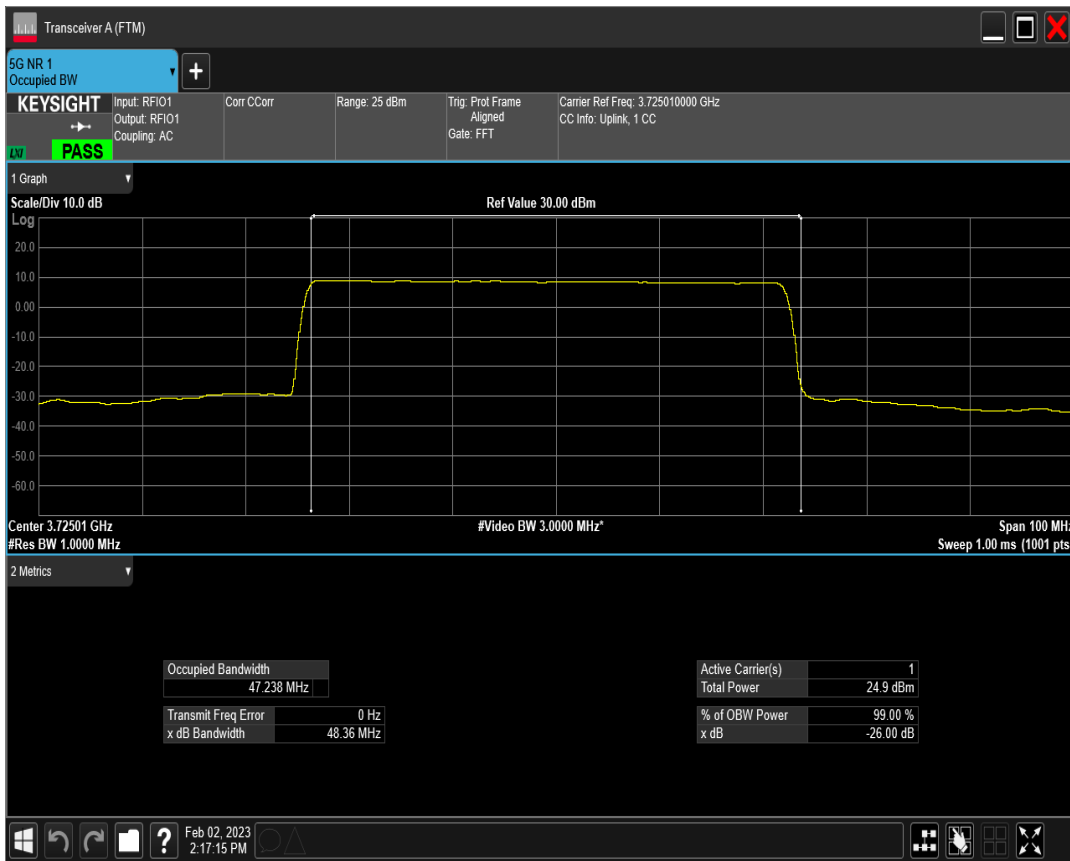 Transceiver A (FTM)
5G NR 1
Occupied BW
+
KEYSIGHT
LXI
PASS
Input: RFIO1
Output: RFIO1
Coupling: AC
Corr CCorr
Range: 25 dBm
Trig: Prot Frame
Aligned
Gate: FFT
Carrier Ref Freq: 3.725010000 GHz
CC Info: Uplink, 1 CC
1 Graph
Scale/Div 10.0 dB
Ref Value 30.00 dBm
Log
20.0
10.0
0.00
-10.0
-20.0
-30.0
-40.0
-50.0
-60.0
Center 3.72501 GHz
#Video BW 3.0000 MHz*
Span 100 MHz
#Res BW 1.0000 MHz
Sweep 1.00 ms (1001 pts
2 Metrics
Occupied Bandwidth
47.238 MHz
Transmit Freq Error 0 Hz
x dB Bandwidth 48.36 MHz
Active Carrier(s) 1
Total Power 24.9 dBm
% of OBW Power 99.00 %
x dB -26.00 dB
?
Feb 02, 2023
2:17:15 PM